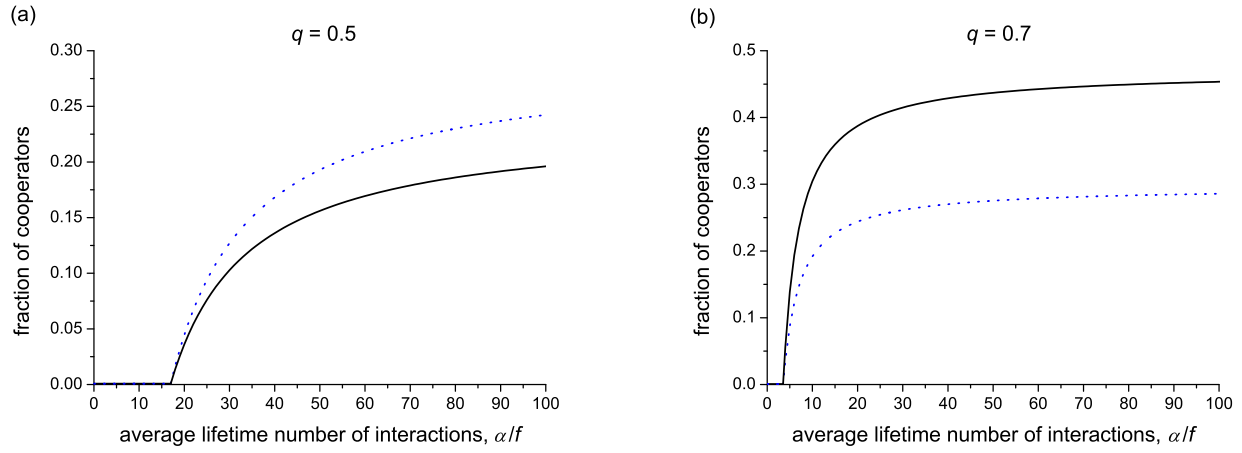 (a)
q = 0.5
0.30
0.25
0.20
0.15
0.10
0.05
0.00
fraction of cooperators
0 10 20 30 40 50 60 70 80 90 100
average lifetime number of interactions, α/f
(b)
q = 0.7
0.5
0.4
0.3
0.2
0.1
0.0
fraction of cooperators
0 10 20 30 40 50 60 70 80 90 100
average lifetime number of interactions, α/f